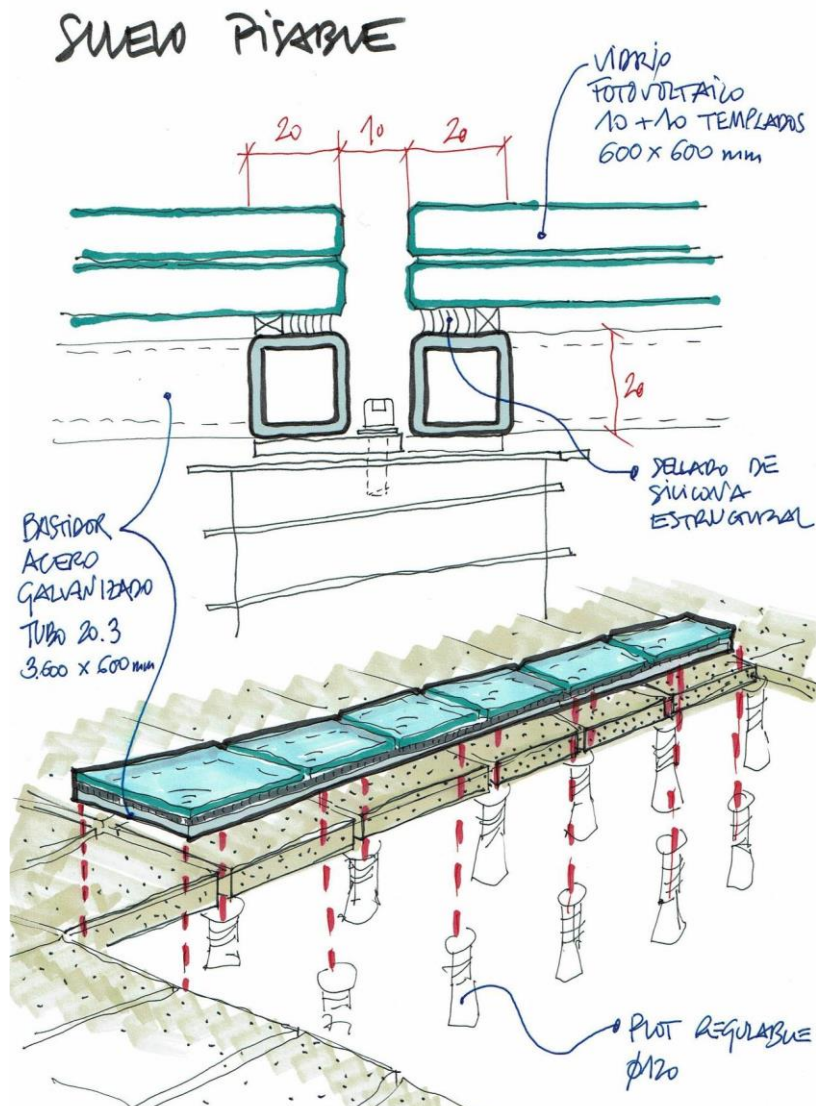 SUELO PISABLE
20 10 20
VIDRIO
FOTOVOLTAICO
10 + 10 TEMPLADOS
600 x 600 mm
20
SELLADO DE
SILICONA
ESTRUCTURAL
BASTIDOR
ACERO
GALVANIZADO
TUBO 20.3
3.600 x 600 mm
PLOT REGULABLE
Ø120